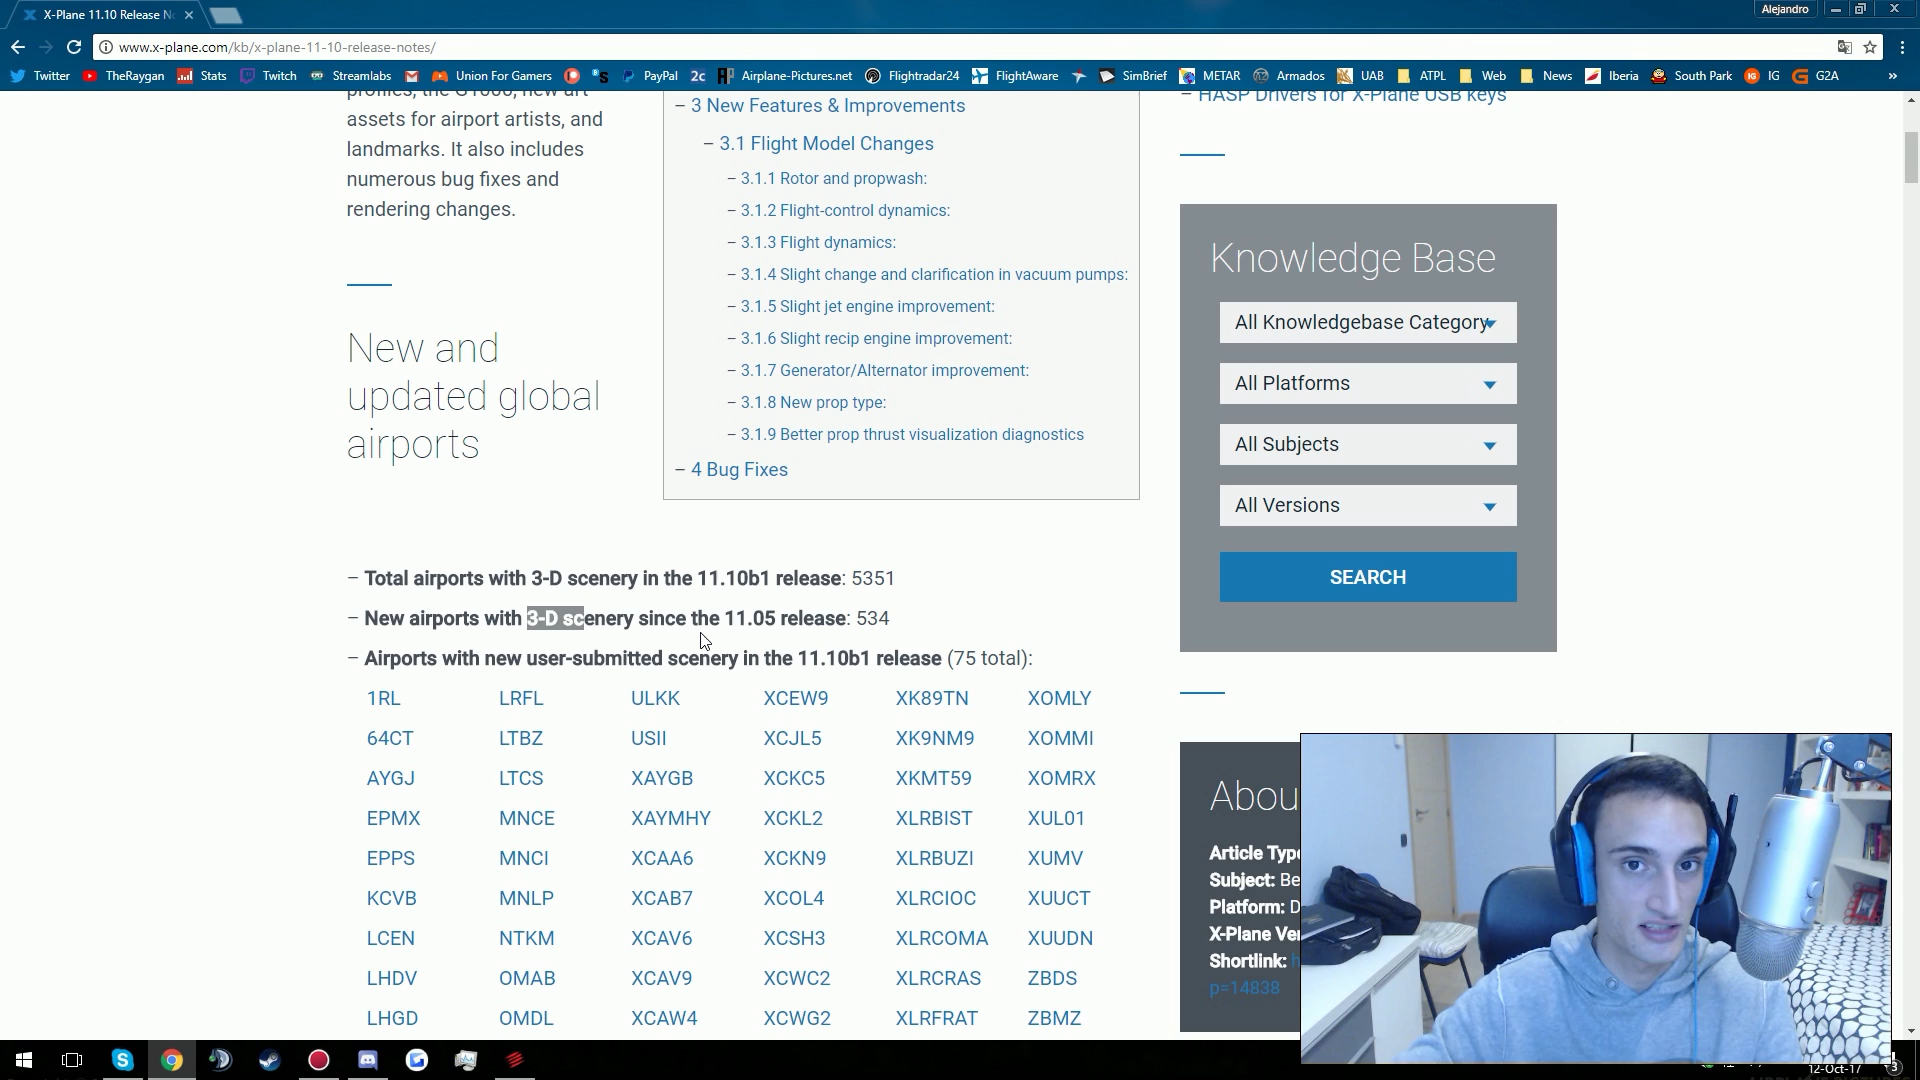 X-Plane 11.10 Release No
Alejandro
www.x-plane.com/kb/x-plane-11-10-release-notes/
Twitter TheRaygan Stats Twitch Streamlabs Union For Gamers PayPal 2c Airplane-Pictures.net Flightradar24 FlightAware SimBrief METAR Armados UAB ATPL Web News Iberia South Park IG G2A »
profiles, the G1000, new art
assets for airport artists, and
landmarks. It also includes
numerous bug fixes and
rendering changes.
New and
updated global
airports
– 3 New Features & Improvements
– 3.1 Flight Model Changes
– 3.1.1 Rotor and propwash:
– 3.1.2 Flight-control dynamics:
– 3.1.3 Flight dynamics:
– 3.1.4 Slight change and clarification in vacuum pumps:
– 3.1.5 Slight jet engine improvement:
– 3.1.6 Slight recip engine improvement:
– 3.1.7 Generator/Alternator improvement:
– 3.1.8 New prop type:
– 3.1.9 Better prop thrust visualization diagnostics
– 4 Bug Fixes
– Total airports with 3-D scenery in the 11.10b1 release: 5351
– New airports with 3-D scenery since the 11.05 release: 534
– Airports with new user-submitted scenery in the 11.10b1 release (75 total):
1RL LRFL ULKK XCEW9 XK89TN XOMLY
64CT LTBZ USII XCJL5 XK9NM9 XOMMI
AYGJ LTCS XAYGB XCKC5 XKMT59 XOMRX
EPMX MNCE XAYMHY XCKL2 XLRBIST XUL01
EPPS MNCI XCAA6 XCKN9 XLRBUZI XUMV
KCVB MNLP XCAB7 XCOL4 XLRCIOC XUUCT
LCEN NTKM XCAV6 XCSH3 XLRCOMA XUUDN
LHDV OMAB XCAV9 XCWC2 XLRCRAS ZBDS
LHGD OMDL XCAW4 XCWG2 XLRFRAT ZBMZ
– HASP Drivers for X-Plane USB keys
Knowledge Base
All Knowledgebase Category
All Platforms
All Subjects
All Versions
SEARCH
Abou
Article Type
Subject: Be
Platform: D
X-Plane Ver
Shortlink: h
p=14838
12-Oct-17
3